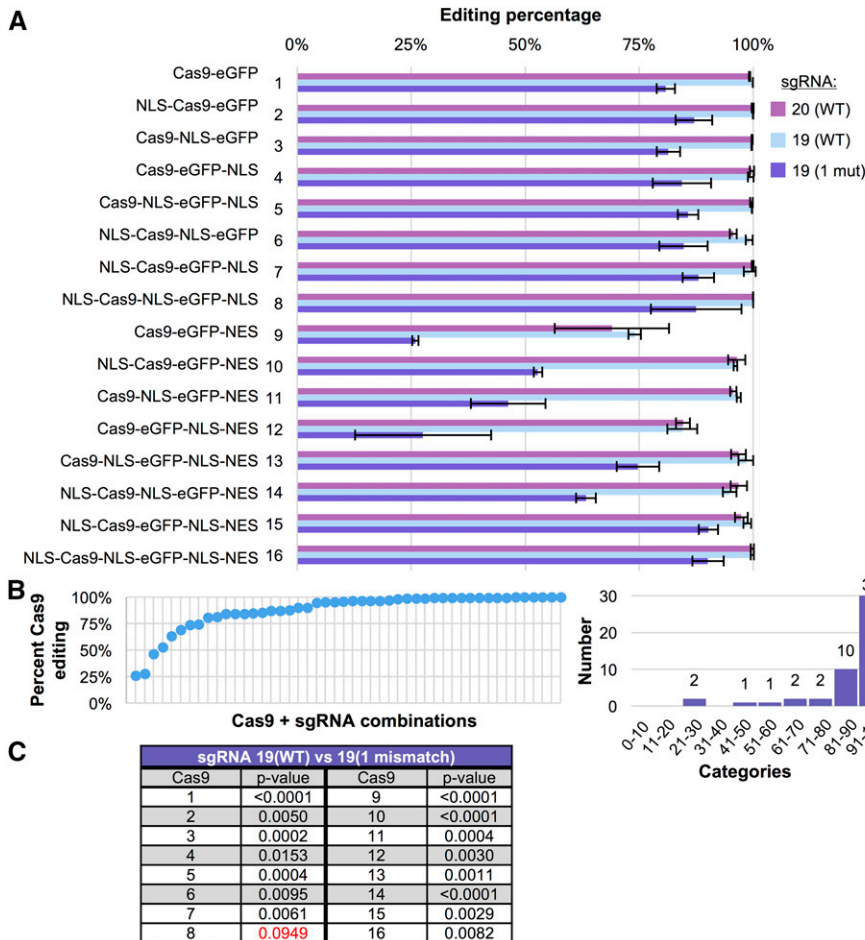 A
Editing percentage
0% 25% 50% 75% 100%
Cas9-eGFP 1
NLS-Cas9-eGFP 2
Cas9-NLS-eGFP 3
Cas9-eGFP-NLS 4
Cas9-NLS-eGFP-NLS 5
NLS-Cas9-NLS-eGFP 6
NLS-Cas9-eGFP-NLS 7
NLS-Cas9-NLS-eGFP-NLS 8
Cas9-eGFP-NES 9
NLS-Cas9-eGFP-NES 10
Cas9-NLS-eGFP-NES 11
Cas9-eGFP-NLS-NES 12
Cas9-NLS-eGFP-NLS-NES 13
NLS-Cas9-NLS-eGFP-NES 14
NLS-Cas9-eGFP-NLS-NES 15
NLS-Cas9-NLS-eGFP-NLS-NES 16
sgRNA:
20 (WT)
19 (WT)
19 (1 mut)
B
Percent Cas9
editing
100%
75%
50%
25%
0%
Cas9 + sgRNA combinations
Number
30
20
10
0
2 1 1 2 2 10 3
0-10 11-20 21-30 31-40 41-50 51-60 61-70 71-80 81-90 91-1
Categories
C
sgRNA 19(WT) vs 19(1 mismatch)
Cas9 p-value Cas9 p-value
1 <0.0001 9 <0.0001
2 0.0050 10 <0.0001
3 0.0002 11 0.0004
4 0.0153 12 0.0030
5 0.0004 13 0.0011
6 0.0095 14 <0.0001
7 0.0061 15 0.0029
8 0.0949 16 0.0082